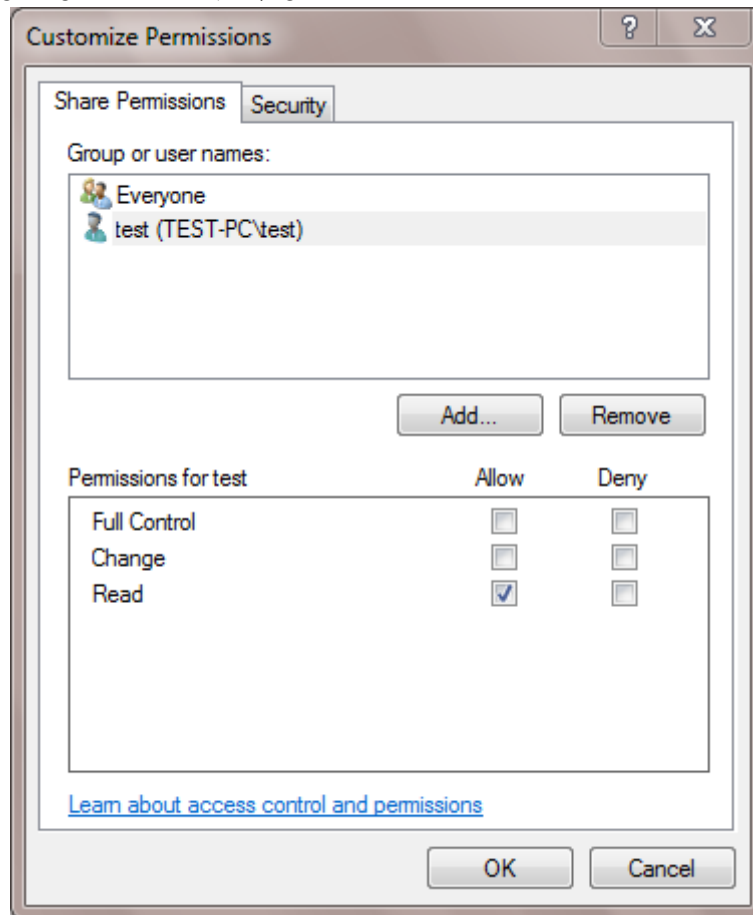 Customize Permissions
Share Permissions Security
Group or user names:
Everyone
test (TEST-PC\test)
Add... Remove
Permissions for test Allow Deny
Full Control
Change
Read
Learn about access control and permissions
OK Cancel